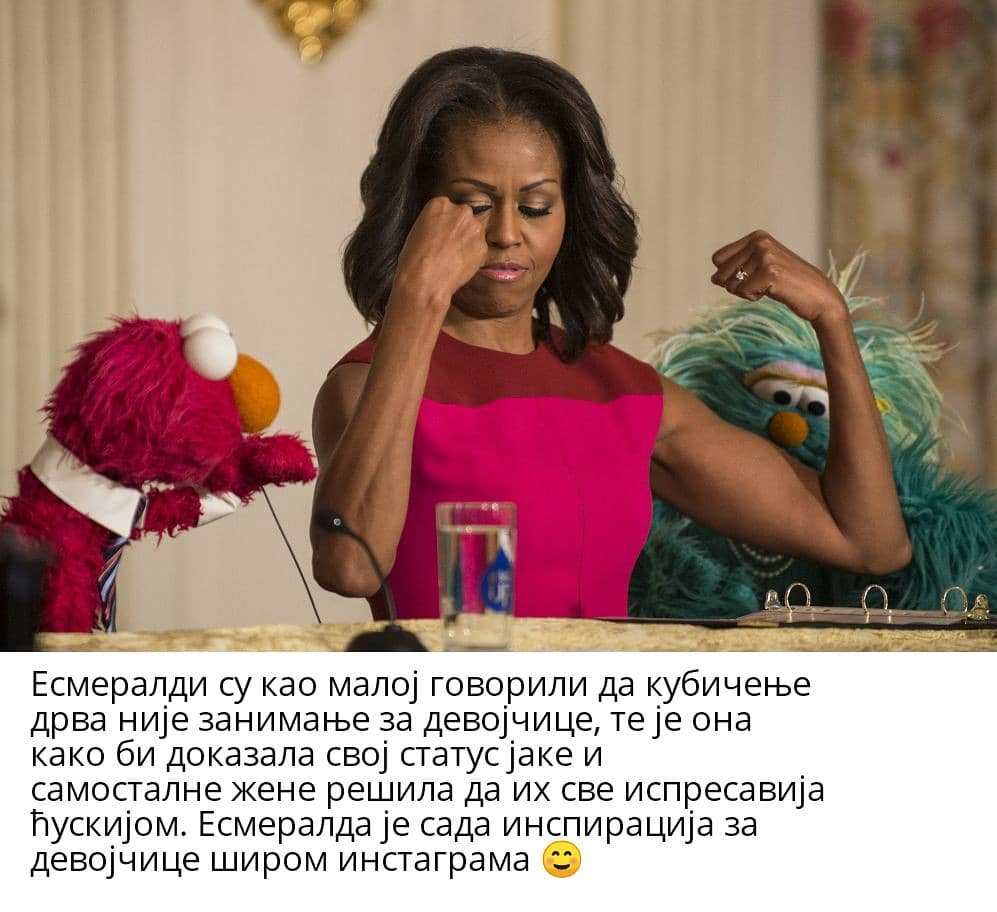 Есмералди су као малој говорили да кубичење
дрва није занимање за девојчице, те је она
како би доказала свој статус јаке и
самосталне жене решила да их све испресавија
ћускијом. Есмералда је сада инспирација за
девојчице широм инстаграма 😊